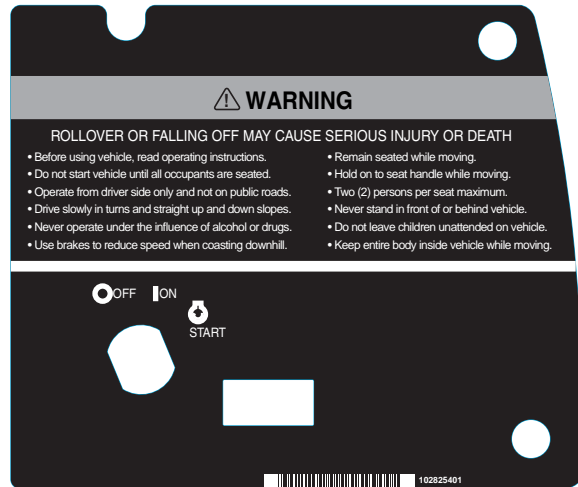 ⚠ WARNING
ROLLOVER OR FALLING OFF MAY CAUSE SERIOUS INJURY OR DEATH
• Before using vehicle, read operating instructions.
• Do not start vehicle until all occupants are seated.
• Operate from driver side only and not on public roads.
• Drive slowly in turns and straight up and down slopes.
• Never operate under the influence of alcohol or drugs.
• Use brakes to reduce speed when coasting downhill.
• Remain seated while moving.
• Hold on to seat handle while moving.
• Two (2) persons per seat maximum.
• Never stand in front of or behind vehicle.
• Do not leave children unattended on vehicle.
• Keep entire body inside vehicle while moving.
OFF ON
START
102825401